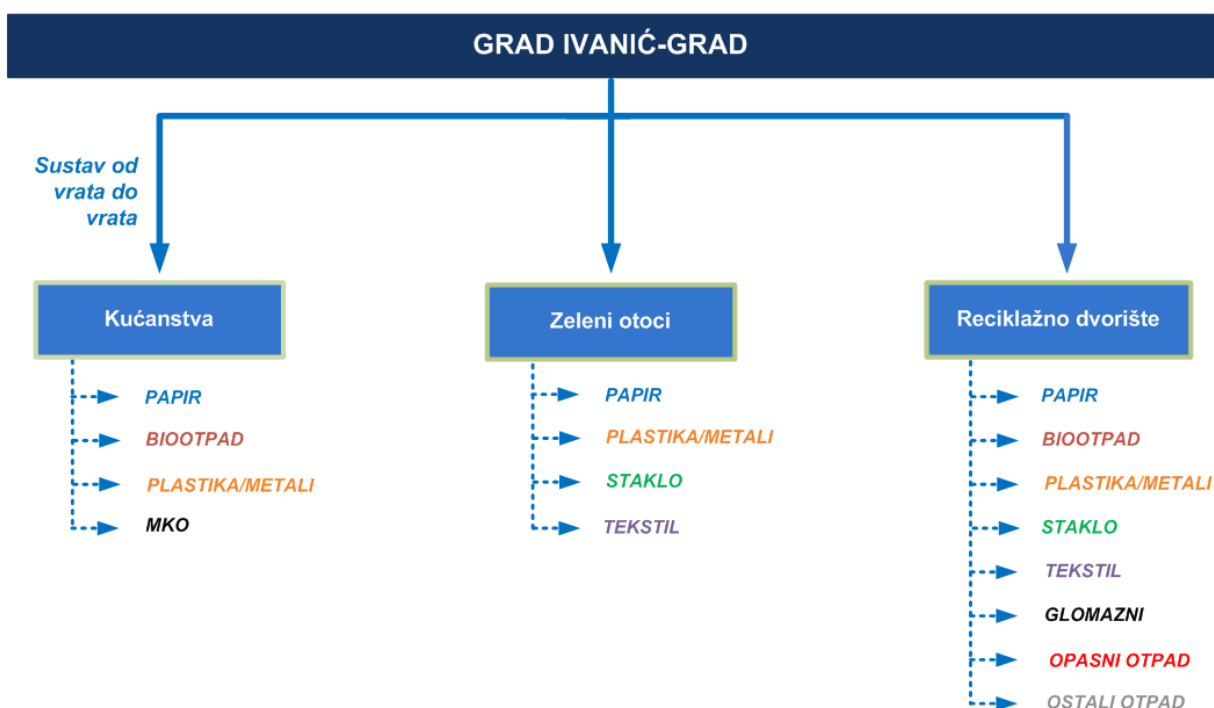 GRAD IVANIĆ-GRAD
Sustav od
vrata do
vrata
Kućanstva
PAPIR
BIOOTPAD
PLASTIKA/METALI
MKO
Zeleni otoci
PAPIR
PLASTIKA/METALI
STAKLO
TEKSTIL
Reciklažno dvorište
PAPIR
BIOOTPAD
PLASTIKA/METALI
STAKLO
TEKSTIL
GLOMAZNI
OPASNI OTPAD
OSTALI OTPAD